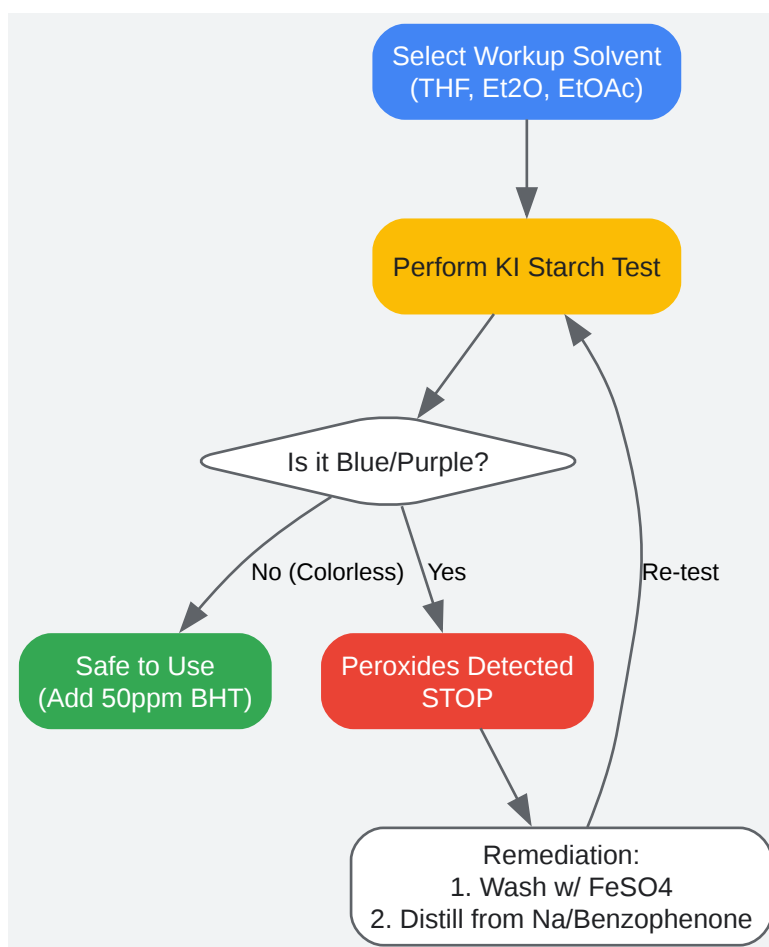 Select Workup Solvent
(THF, Et2O, EtOAc)
Perform KI Starch Test
Is it Blue/Purple?
No (Colorless)
Yes
Re-test
Safe to Use
(Add 50ppm BHT)
Peroxides Detected
STOP
Remediation:
1. Wash w/ FeSO4
2. Distill from Na/Benzophenone